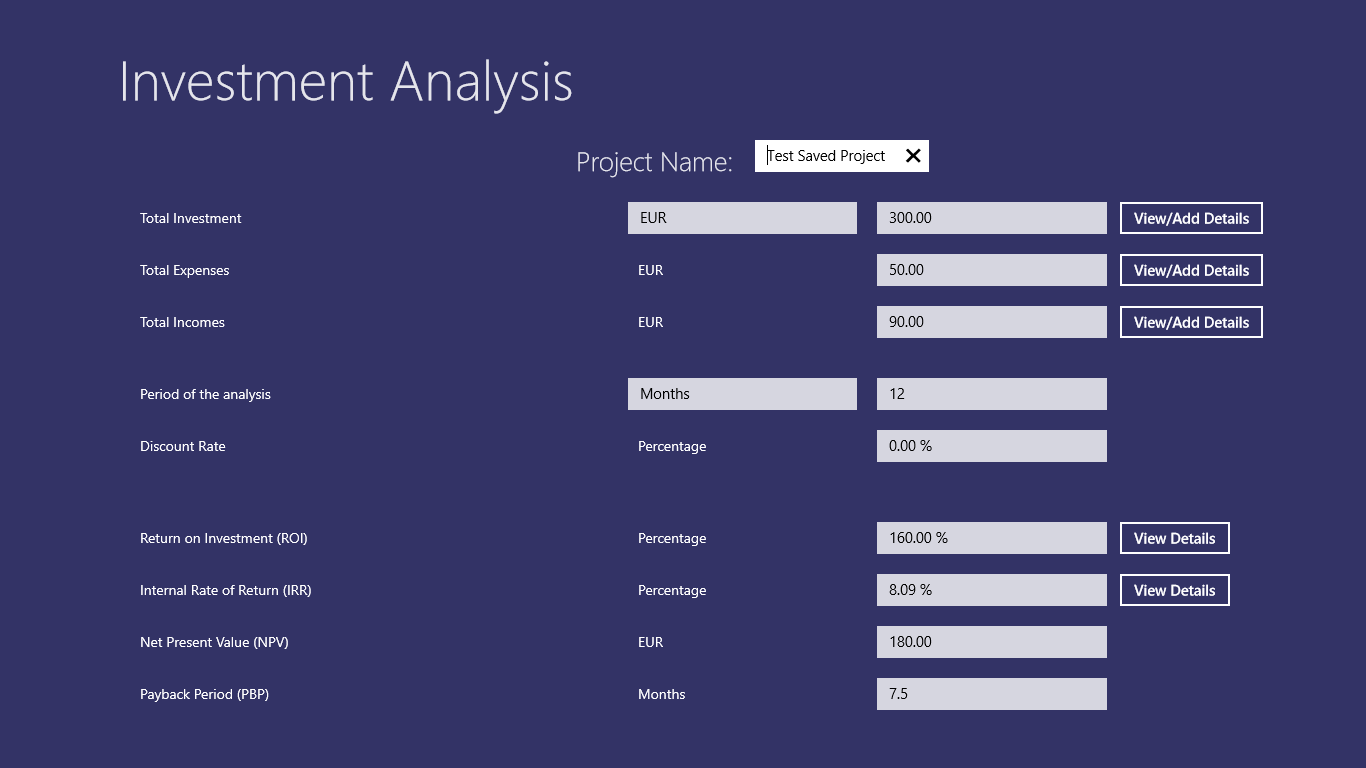 Investment Analysis
Project Name: Test Saved Project
Total Investment EUR 300.00 View/Add Details
Total Expenses EUR 50.00 View/Add Details
Total Incomes EUR 90.00 View/Add Details
Period of the analysis Months 12
Discount Rate Percentage 0.00 %
Return on Investment (ROI) Percentage 160.00 % View Details
Internal Rate of Return (IRR) Percentage 8.09 % View Details
Net Present Value (NPV) EUR 180.00
Payback Period (PBP) Months 7.5